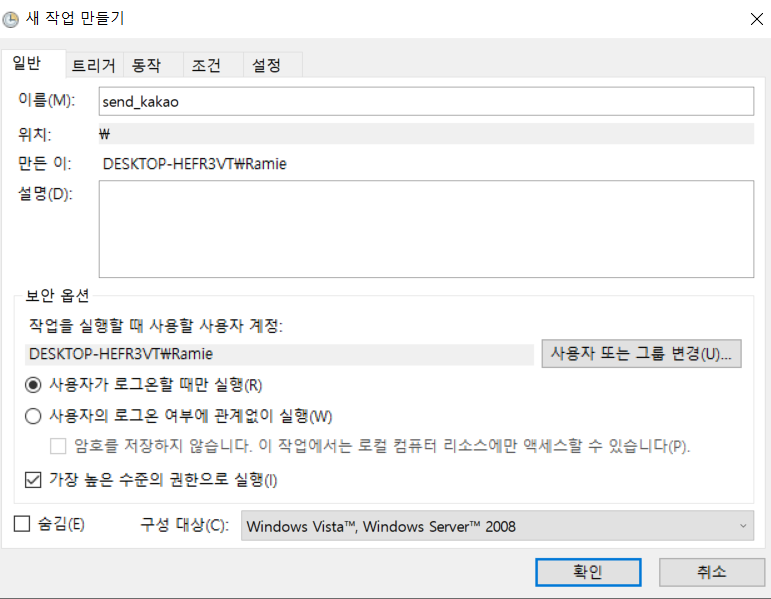 새 작업 만들기
일반 트리거 동작 조건 설정
이름(M): send_kakao
위치: ₩
만든 이: DESKTOP-HEFR3VT₩Ramie
설명(D):
보안 옵션
작업을 실행할 때 사용할 사용자 계정:
DESKTOP-HEFR3VT₩Ramie 사용자 또는 그룹 변경(U)...
사용자가 로그온할 때만 실행(R)
사용자의 로그온 여부에 관계없이 실행(W)
암호를 저장하지 않습니다. 이 작업에서는 로컬 컴퓨터 리소스에만 액세스할 수 있습니다(P).
가장 높은 수준의 권한으로 실행(I)
숨김(E) 구성 대상(C): Windows Vista™, Windows Server™ 2008
확인 취소